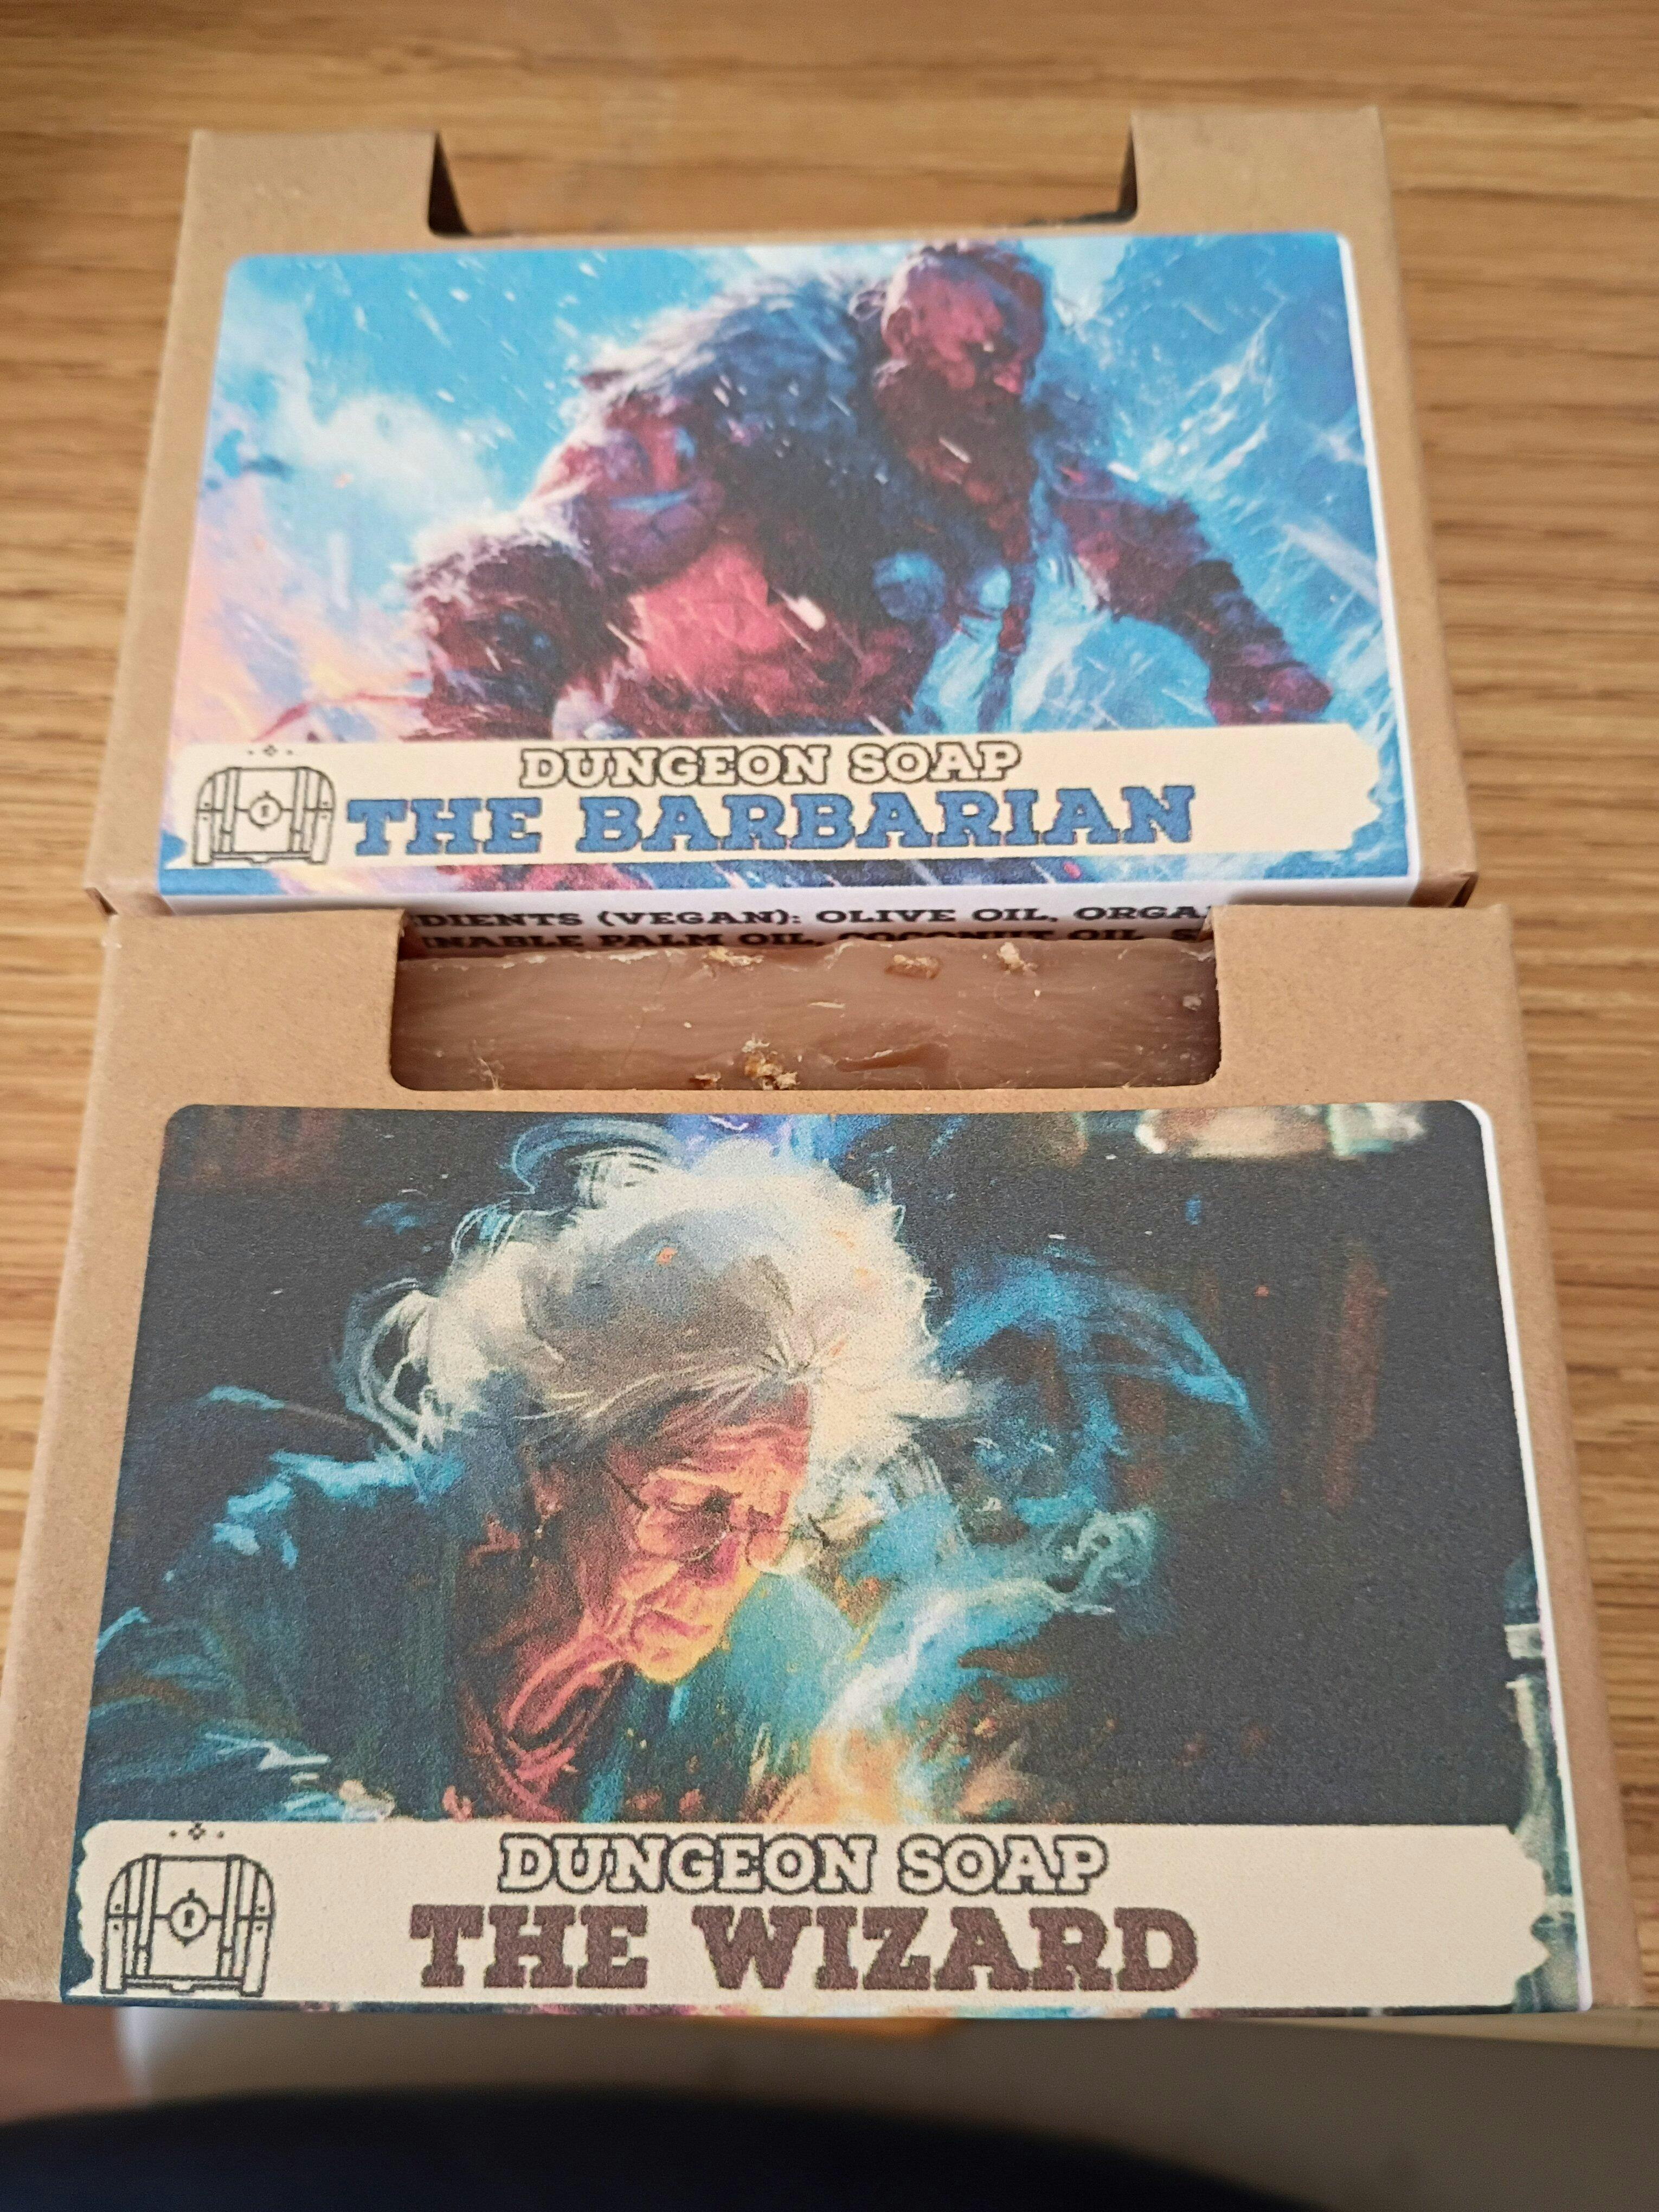 DUNGEON SOAP
THE BARBARIAN
DIENTS (VEGAN): OLIVE OIL, ORGA
INABLE PALM OIL, COCONUT OIL, S
DUNGEON SOAP
THE WIZARD